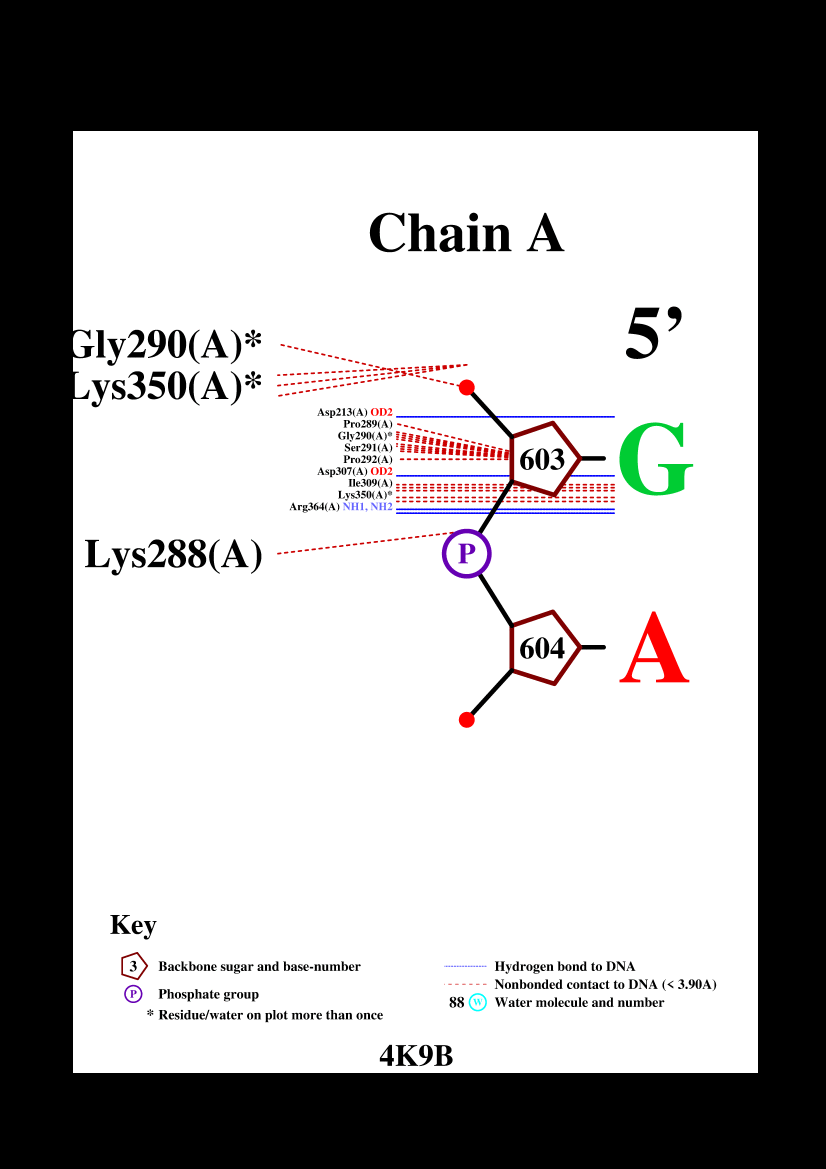 Chain A
5’
Gly290(A)*
Lys350(A)*
Asp213(A) OD2
Pro289(A)
Gly290(A)*
Ser291(A)
Pro292(A)
Asp307(A) OD2
Ile309(A)
Lys350(A)*
Arg364(A) NH1, NH2
603
G
Lys288(A)
P
604
A
Key
3 Backbone sugar and base-number
P Phosphate group
* Residue/water on plot more than once
Hydrogen bond to DNA
Nonbonded contact to DNA (< 3.90A)
88 W Water molecule and number
4K9B